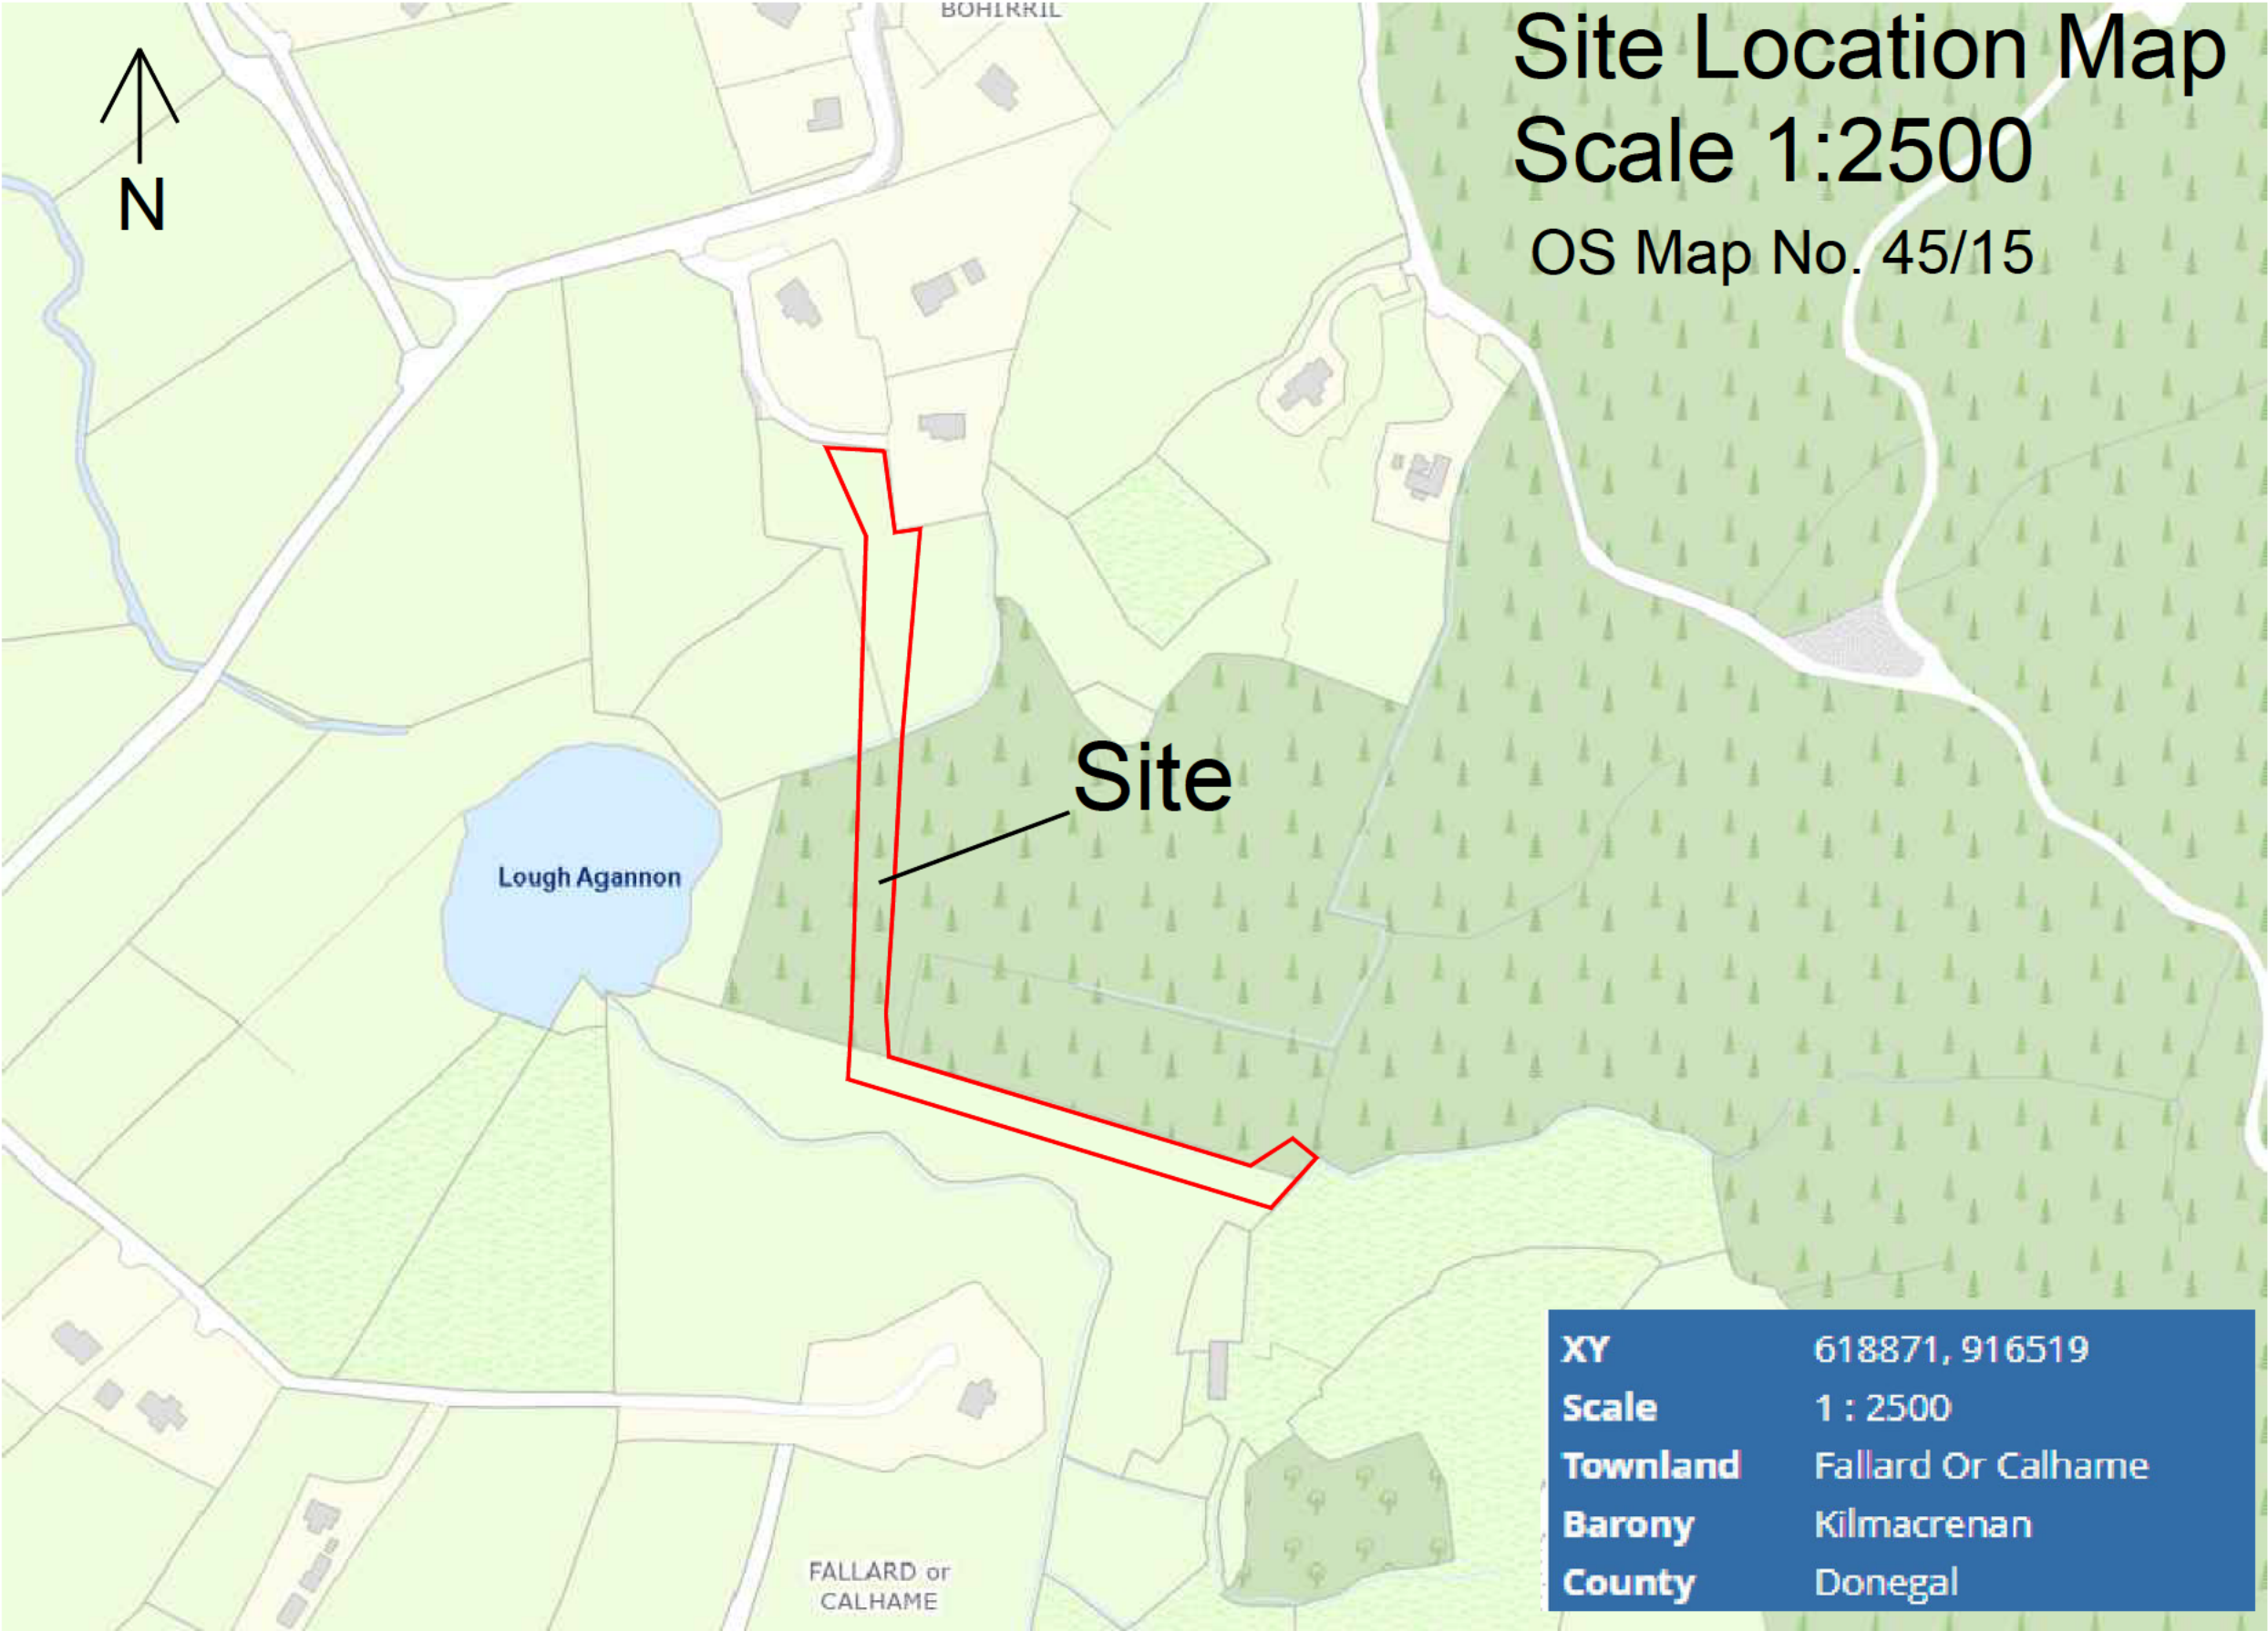 BOHIRRIL
Site Location Map
Scale 1:2500
OS Map No. 45/15
N
Site
Lough Agannon
XY 618871, 916519
Scale 1 : 2500
Townland Fallard Or Calhame
Barony Kilmacrenan
County Donegal
FALLARD or
CALHAME